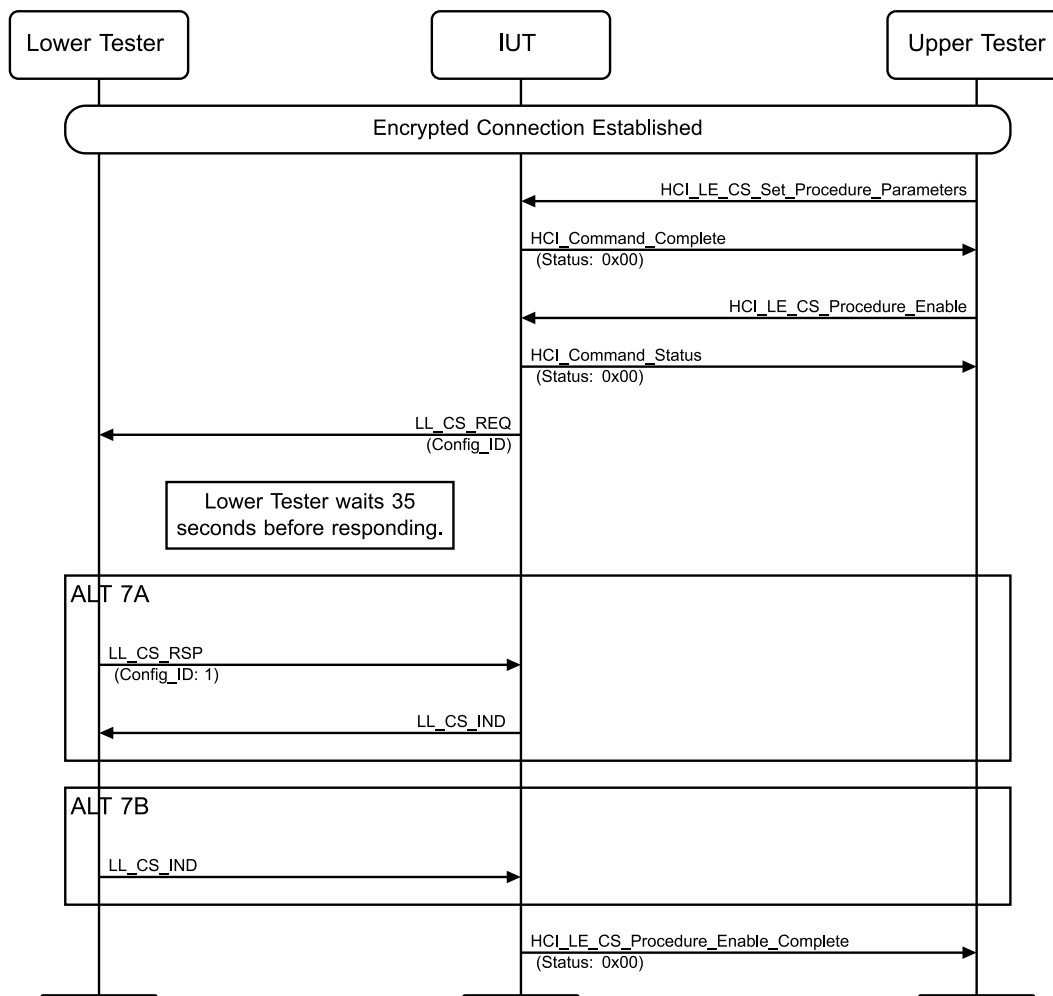 Lower Tester
IUT
Upper Tester
Encrypted Connection Established
HCI_LE_CS_Set_Procedure_Parameters
HCI_Command_Complete
(Status: 0x00)
HCI_LE_CS_Procedure_Enable
HCI_Command_Status
(Status: 0x00)
LL_CS_REQ
(Config_ID)
Lower Tester waits 35
seconds before responding.
ALT 7A
LL_CS_RSP
(Config_ID: 1)
LL_CS_IND
ALT 7B
LL_CS_IND
HCI_LE_CS_Procedure_Enable_Complete
(Status: 0x00)